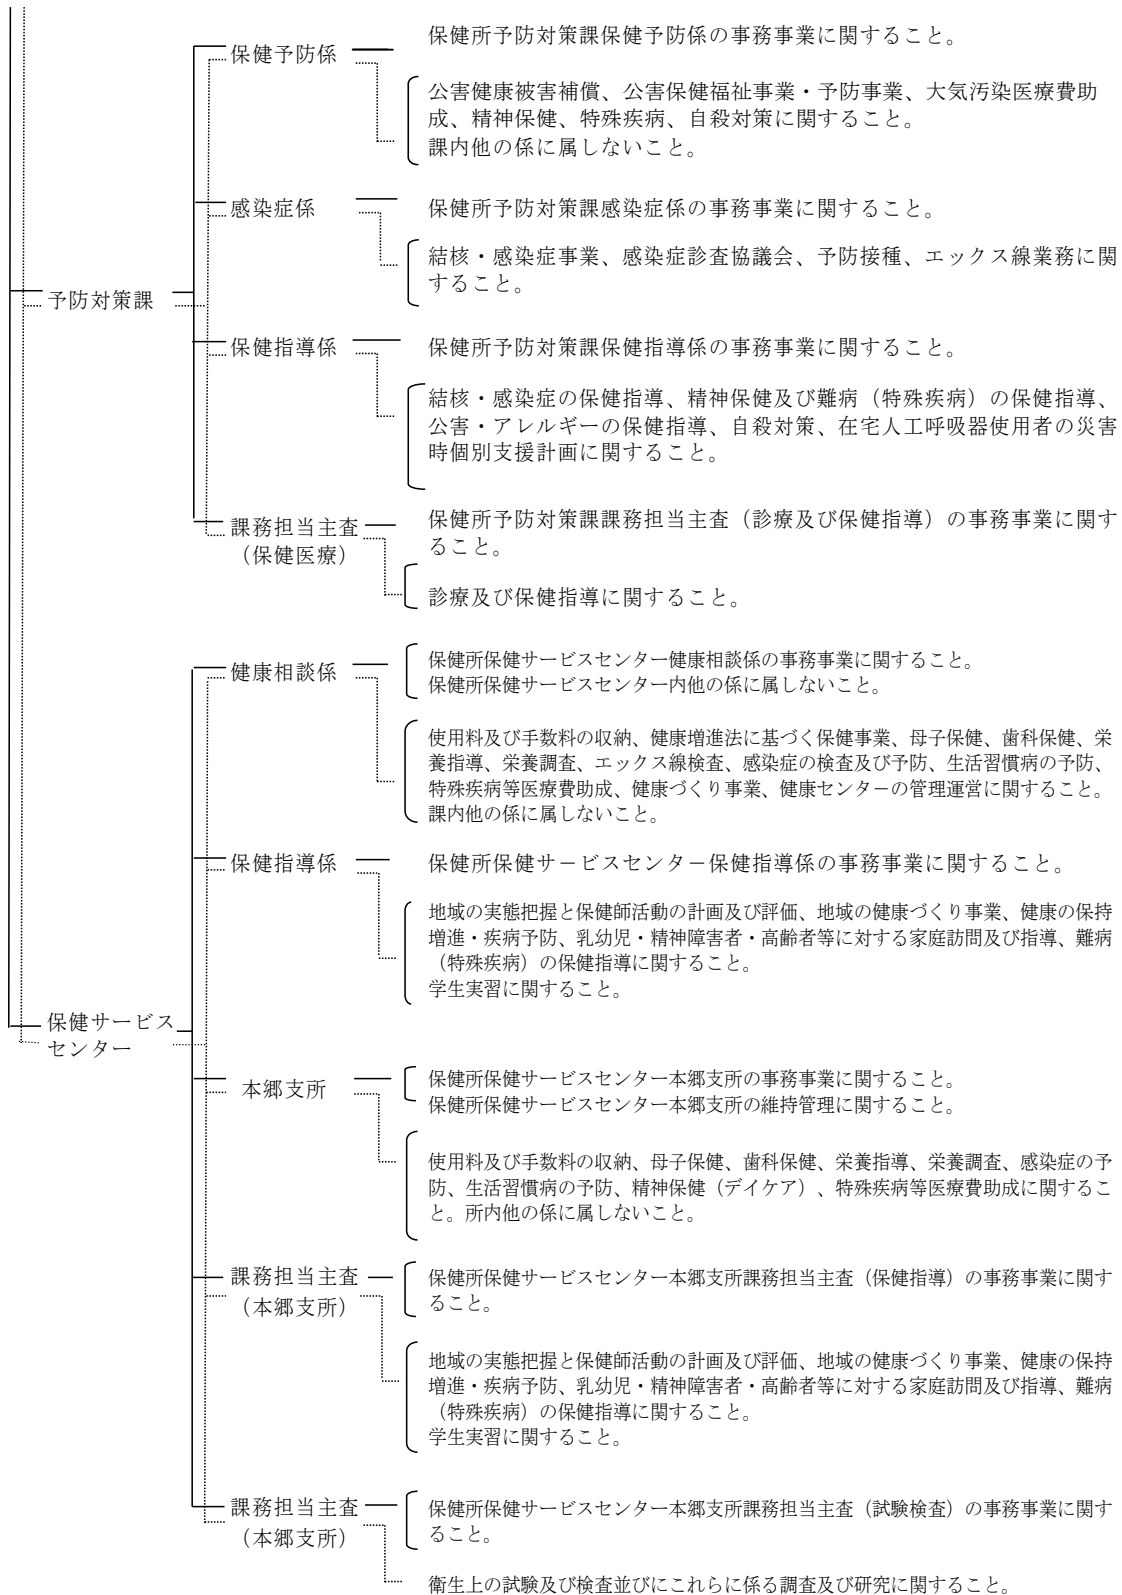 保健予防係
保健所予防対策課保健予防係の事務事業に関すること。
公害健康被害補償、公害保健福祉事業・予防事業、大気汚染医療費助
成、精神保健、特殊疾病、自殺対策に関すること。
課内他の係に属しないこと。
感染症係
保健所予防対策課感染症係の事務事業に関すること。
結核・感染症事業、感染症診査協議会、予防接種、エックス線業務に関
すること。
予防対策課
保健指導係
保健所予防対策課保健指導係の事務事業に関すること。
結核・感染症の保健指導、精神保健及び難病（特殊疾病）の保健指導、
公害・アレルギーの保健指導、自殺対策、在宅人工呼吸器使用者の災害
時個別支援計画に関すること。
課務担当主査
（保健医療）
保健所予防対策課課務担当主査（診療及び保健指導）の事務事業に関す
ること。
診療及び保健指導に関すること。
健康相談係
保健所保健サービスセンター健康相談係の事務事業に関すること。
保健所保健サービスセンター内他の係に属しないこと。
使用料及び手数料の収納、健康増進法に基づく保健事業、母子保健、歯科保健、栄
養指導、栄養調査、エックス線検査、感染症の検査及び予防、生活習慣病の予防、
特殊疾病等医療費助成、健康づくり事業、健康センタ－の管理運営に関すること。
課内他の係に属しないこと。
保健指導係
保健所保健サ－ビスセンタ－保健指導係の事務事業に関すること。
地域の実態把握と保健師活動の計画及び評価、地域の健康づくり事業、健康の保持
増進・疾病予防、乳幼児・精神障害者・高齢者等に対する家庭訪問及び指導、難病
（特殊疾病）の保健指導に関すること。
学生実習に関すること。
保健サービス
センター
本郷支所
保健所保健サービスセンター本郷支所の事務事業に関すること。
保健所保健サービスセンター本郷支所の維持管理に関すること。
使用料及び手数料の収納、母子保健、歯科保健、栄養指導、栄養調査、感染症の予
防、生活習慣病の予防、精神保健（デイケア）、特殊疾病等医療費助成に関するこ
と。所内他の係に属しないこと。
課務担当主査
（本郷支所）
保健所保健サービスセンター本郷支所課務担当主査（保健指導）の事務事業に関す
ること。
地域の実態把握と保健師活動の計画及び評価、地域の健康づくり事業、健康の保持
増進・疾病予防、乳幼児・精神障害者・高齢者等に対する家庭訪問及び指導、難病
（特殊疾病）の保健指導に関すること。
学生実習に関すること。
課務担当主査
（本郷支所）
保健所保健サービスセンター本郷支所課務担当主査（試験検査）の事務事業に関す
ること。
衛生上の試験及び検査並びにこれらに係る調査及び研究に関すること。